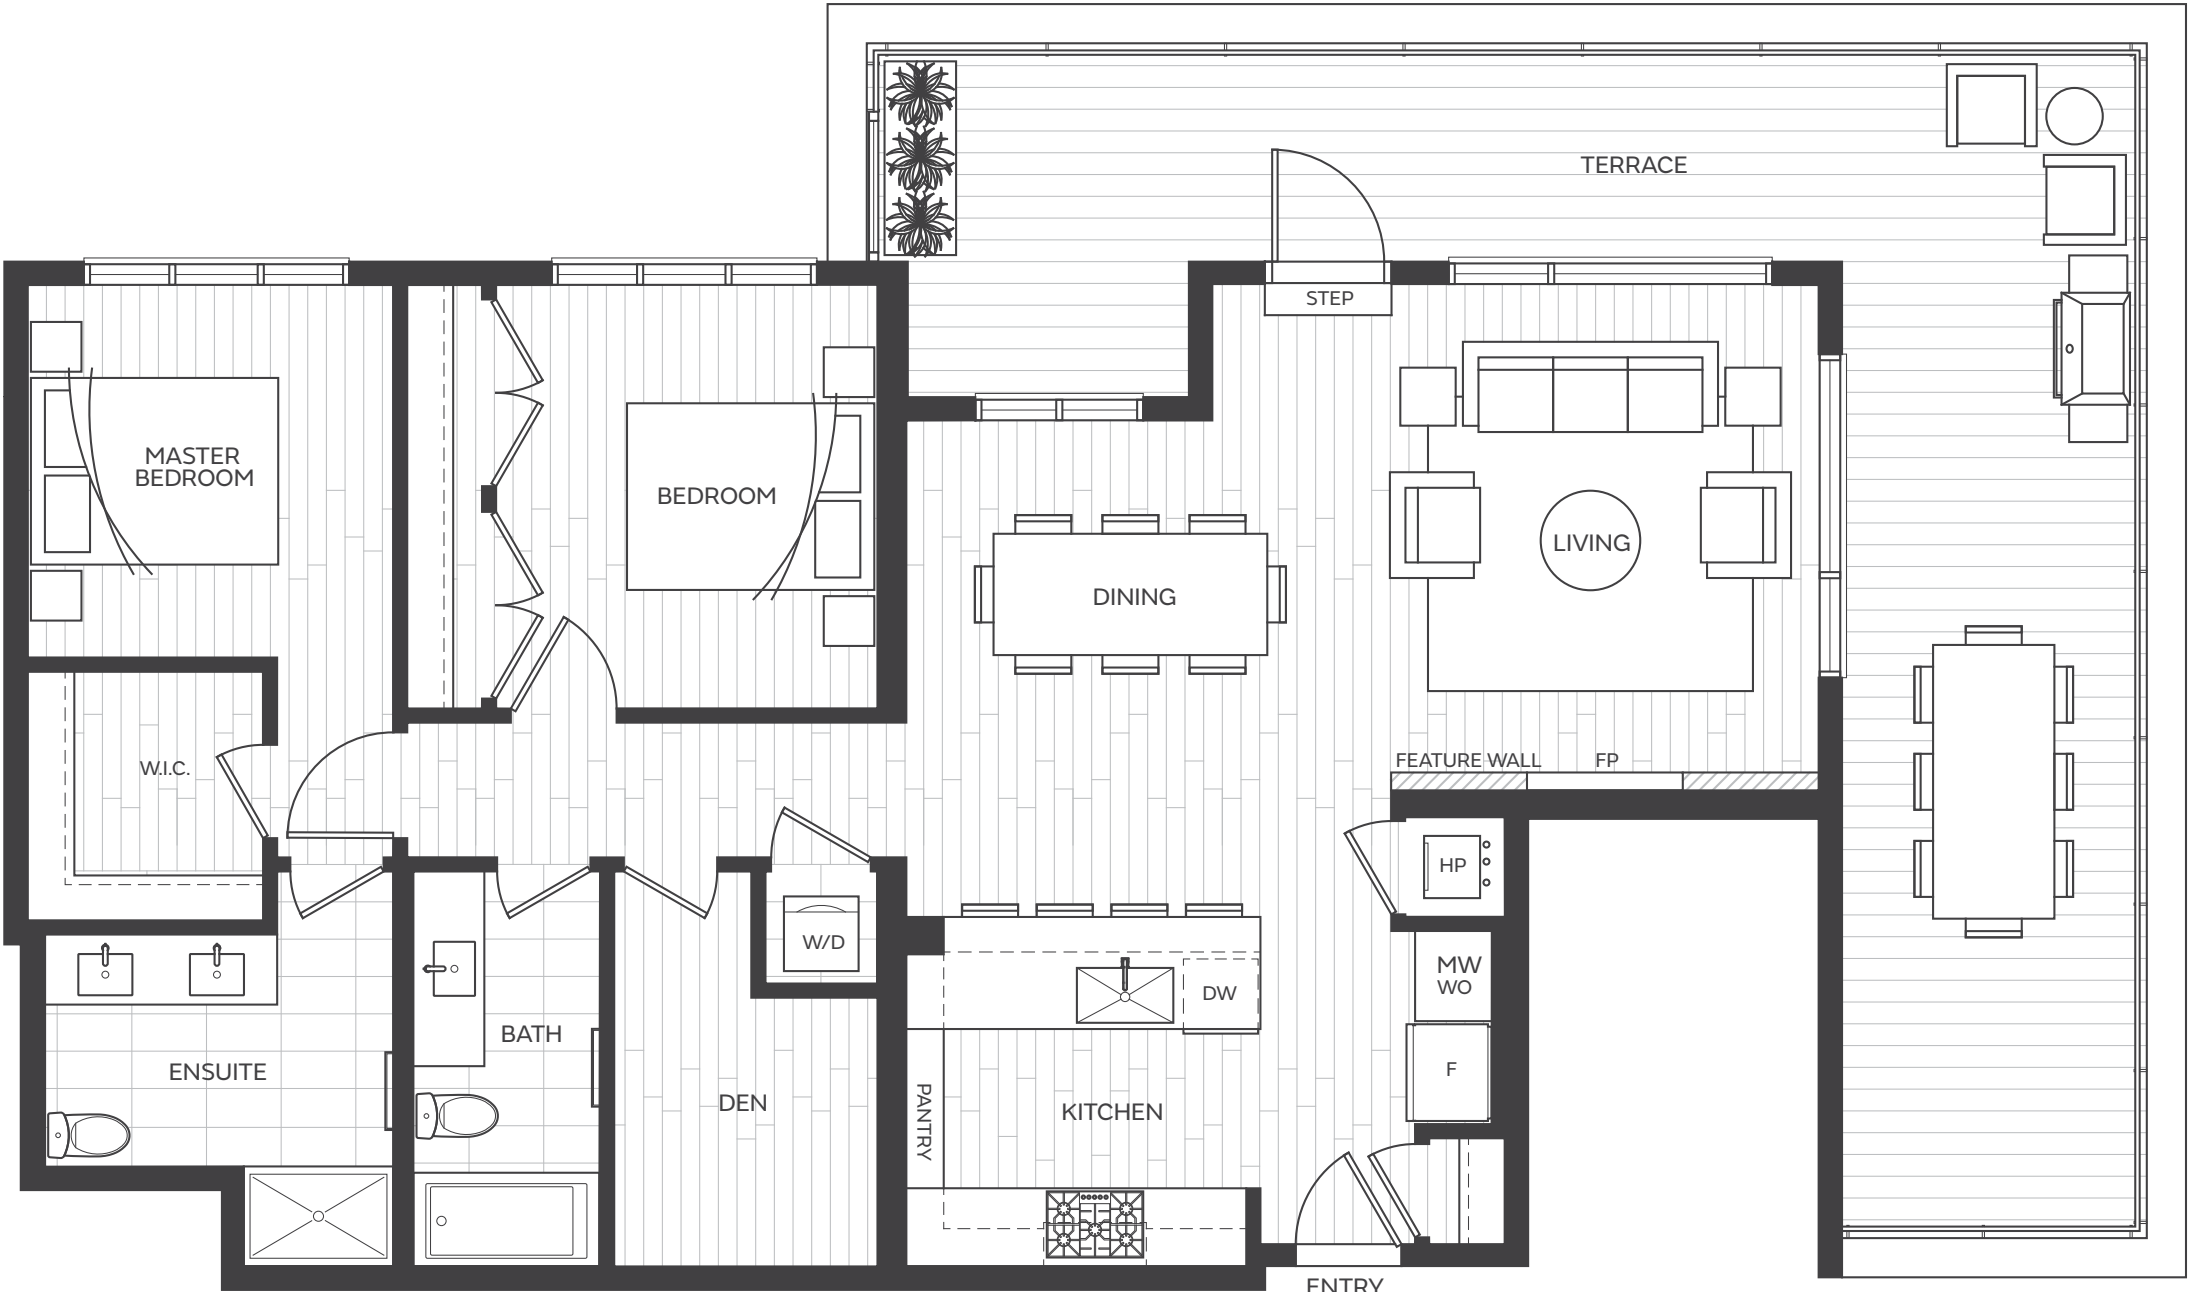 TERRACE
STEP
MASTER
BEDROOM
BEDROOM
LIVING
DINING
FEATURE WALL
FP
W.I.C.
HP
W/D
MW
WO
DW
BATH
ENSUITE
F
DEN
PANTRY
KITCHEN
ENTRY